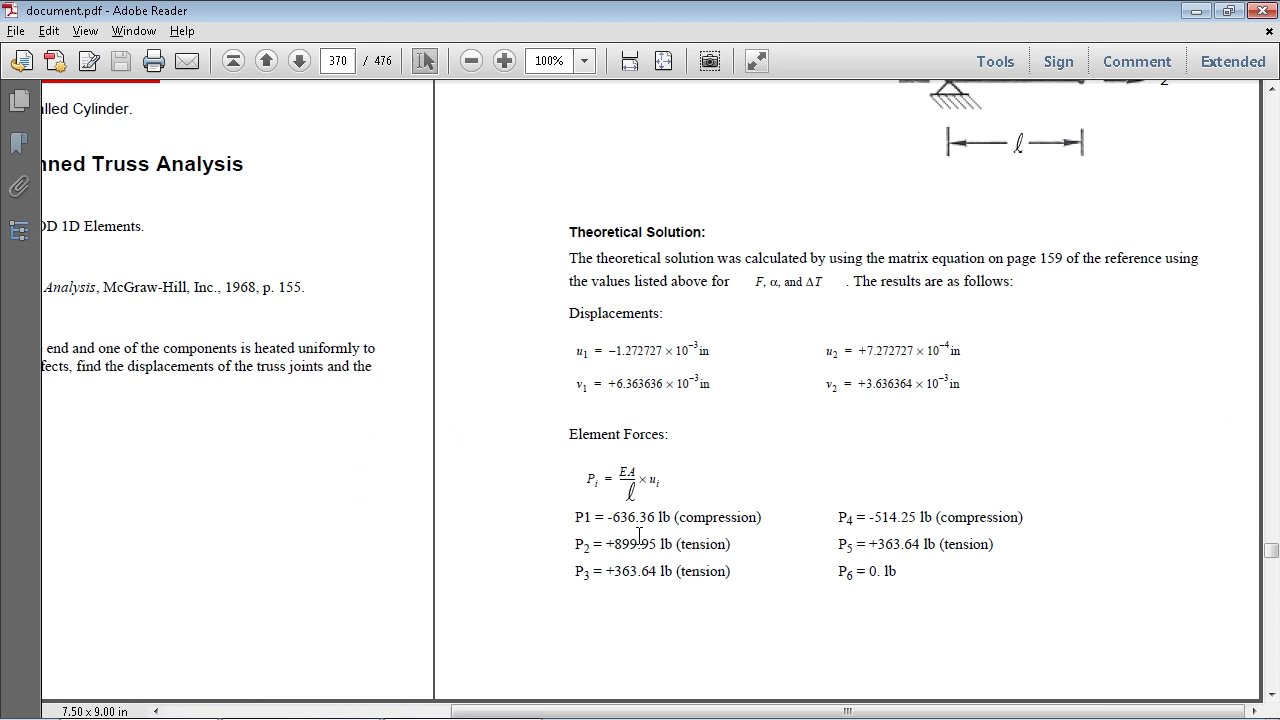 document.pdf - Adobe Reader
File Edit View Window Help
370 / 476 100% Tools Sign Comment Extended
lled Cylinder.
nned Truss Analysis
OD 1D Elements.
Analysis, McGraw-Hill, Inc., 1968, p. 155.
end and one of the components is heated uniformly to
fects, find the displacements of the truss joints and the
2
ℓ
Theoretical Solution:
The theoretical solution was calculated by using the matrix equation on page 159 of the reference using
the values listed above for F, α, and ΔT . The results are as follows:
Displacements:
u₁ = −1.272727 × 10⁻³ in u₂ = +7.272727 × 10⁻⁴ in
v₁ = +6.363636 × 10⁻³ in v₂ = +3.636364 × 10⁻³ in
Element Forces:
Pᵢ = EA/ℓ × uᵢ
P1 = -636.36 lb (compression) P₄ = -514.25 lb (compression)
P₂ = +899.95 lb (tension) P₅ = +363.64 lb (tension)
P₃ = +363.64 lb (tension) P₆ = 0. lb
7.50 x 9.00 in